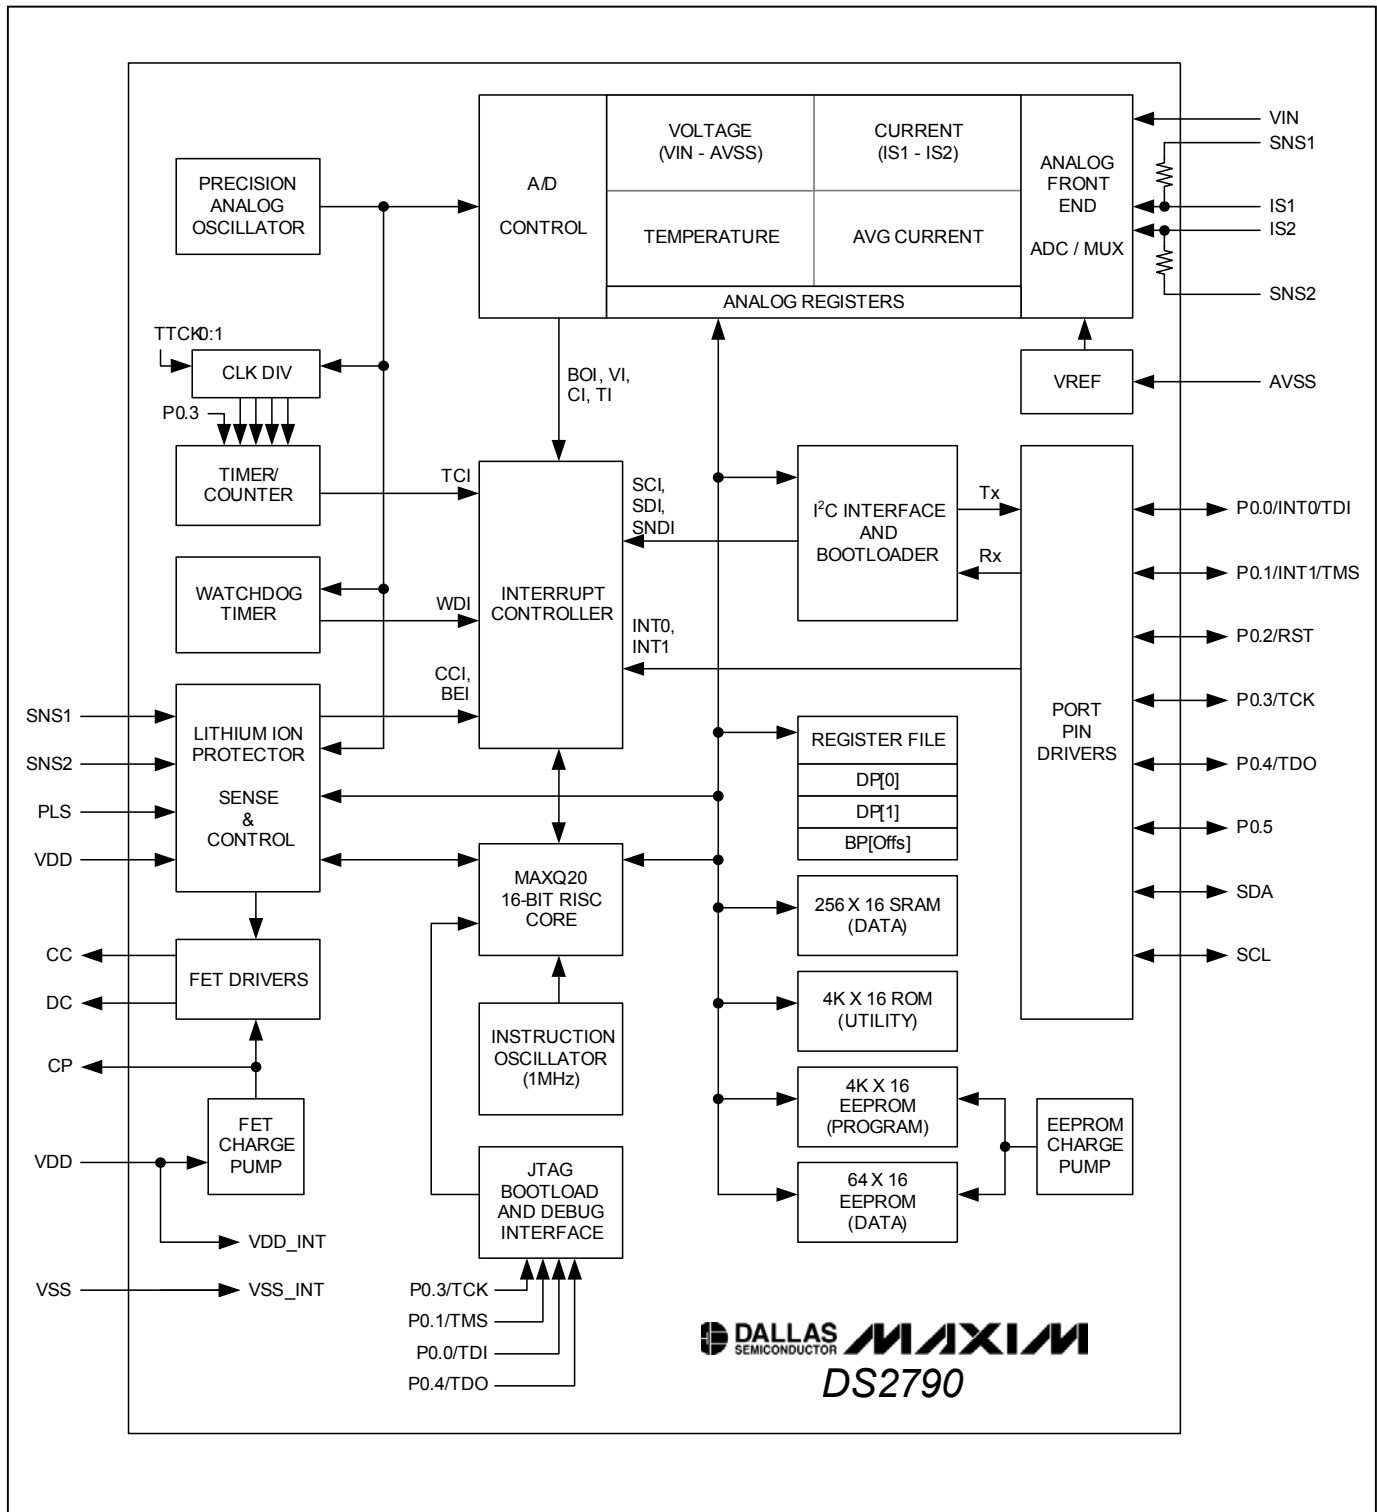 VOLTAGE
(VIN - AVSS)
CURRENT
(IS1 - IS2)
A/D
CONTROL
TEMPERATURE
AVG CURRENT
ANALOG REGISTERS
ANALOG
FRONT
END
ADC / MUX
VIN
SNS1
IS1
IS2
SNS2
PRECISION
ANALOG
OSCILLATOR
TTCK0:1
CLK DIV
P0.3
TIMER/
COUNTER
BOI, VI,
CI, TI
VREF
AVSS
TCI
SCI,
SDI,
SNDI
I²C INTERFACE
AND
BOOTLOADER
Tx
Rx
P0.0/INT0/TDI
P0.1/INT1/TMS
P0.2/RST
P0.3/TCK
P0.4/TDO
P0.5
SDA
SCL
PORT
PIN
DRIVERS
WATCHDOG
TIMER
WDI
INTERRUPT
CONTROLLER
INT0,
INT1
CCI,
BEI
SNS1
SNS2
PLS
VDD
LITHIUM ION
PROTECTOR
SENSE
&
CONTROL
REGISTER FILE
DP[0]
DP[1]
BP[Offs]
MAXQ20
16-BIT RISC
CORE
256 X 16 SRAM
(DATA)
CC
DC
FET DRIVERS
CP
INSTRUCTION
OSCILLATOR
(1MHz)
4K X 16 ROM
(UTILITY)
4K X 16
EEPROM
(PROGRAM)
EEPROM
CHARGE
PUMP
64 X 16
EEPROM
(DATA)
FET
CHARGE
PUMP
VDD
VDD_INT
VSS
VSS_INT
JTAG
BOOTLOAD
AND DEBUG
INTERFACE
P0.3/TCK
P0.1/TMS
P0.0/TDI
P0.4/TDO
DALLAS
SEMICONDUCTOR
MAXIM
DS2790